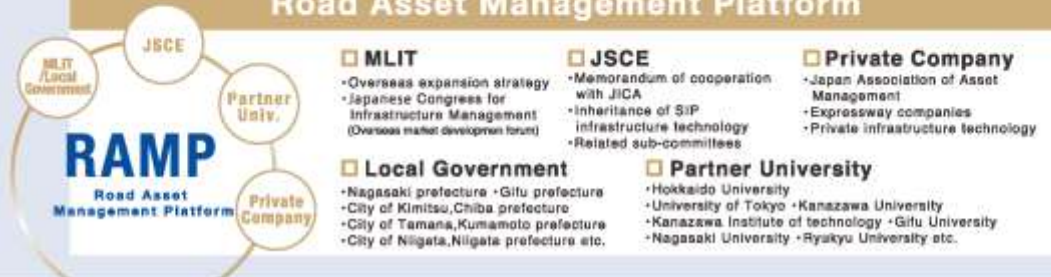 Road Asset Management Platform
MLIT
/Local
Government
JSCE
Partner
Univ.
RAMP
Road Asset
Management Platform
Private
Company
MLIT
・Overseas expansion strategy
・Japanese Congress for
Infrastructure Management
(Overseas market developmen forum)
JSCE
・Memorandum of cooperation
with JICA
・Inheritance of SIP
infrastructure technology
・Related sub-committees
Private Company
・Japan Association of Asset
Management
・Expressway companies
・Private infrastructure technology
Local Government
・Nagasaki prefecture ・Gifu prefecture
・City of Kimitsu,Chiba prefecture
・City of Tamana,Kumamoto prefecture
・City of Niigata,Niigata prefecture etc.
Partner University
・Hokkaido University
・University of Tokyo ・Kanazawa University
・Kanazawa Institute of technology ・Gifu University
・Nagasaki University ・Ryukyu University etc.